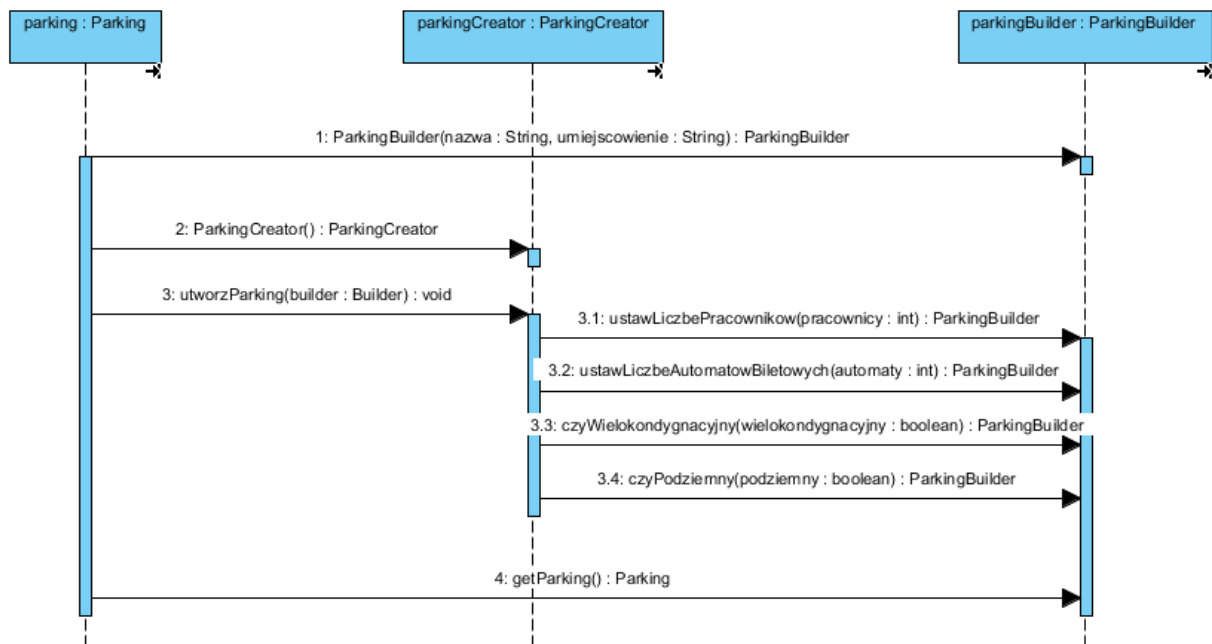 parking : Parking
parkingCreator : ParkingCreator
parkingBuilder : ParkingBuilder
1: ParkingBuilder(nazwa : String, umiejscowienie : String) : ParkingBuilder
2: ParkingCreator() : ParkingCreator
3: utworzParking(builder : Builder) : void
3.1: ustawLiczbePracownikow(pracownicy : int) : ParkingBuilder
3.2: ustawLiczbeAutomatowBiletowych(automaty : int) : ParkingBuilder
3.3: czyWielokondygnacyjny(wielokondygnacyjny : boolean) : ParkingBuilder
3.4: czyPodziemny(podziemny : boolean) : ParkingBuilder
4: getParking() : Parking